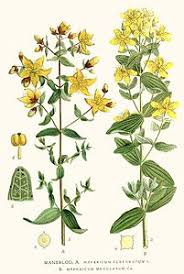 MANSBLOD, A. HYPERICUM PERFORATUM L.
B. HYPERICUM MACULATUM CR.